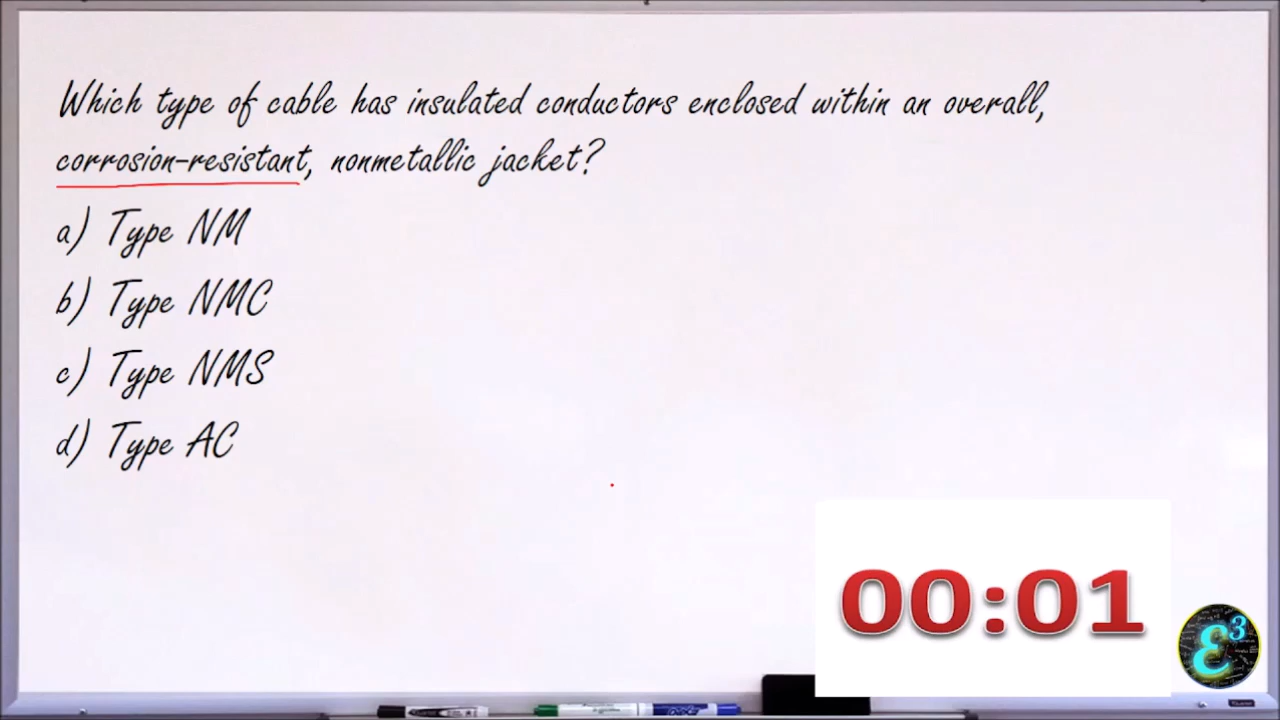 Which type of cable has insulated conductors enclosed within an overall,
corrosion-resistant, nonmetallic jacket?
a) Type NM
b) Type NMC
c) Type NMS
d) Type AC
00:01
ε3